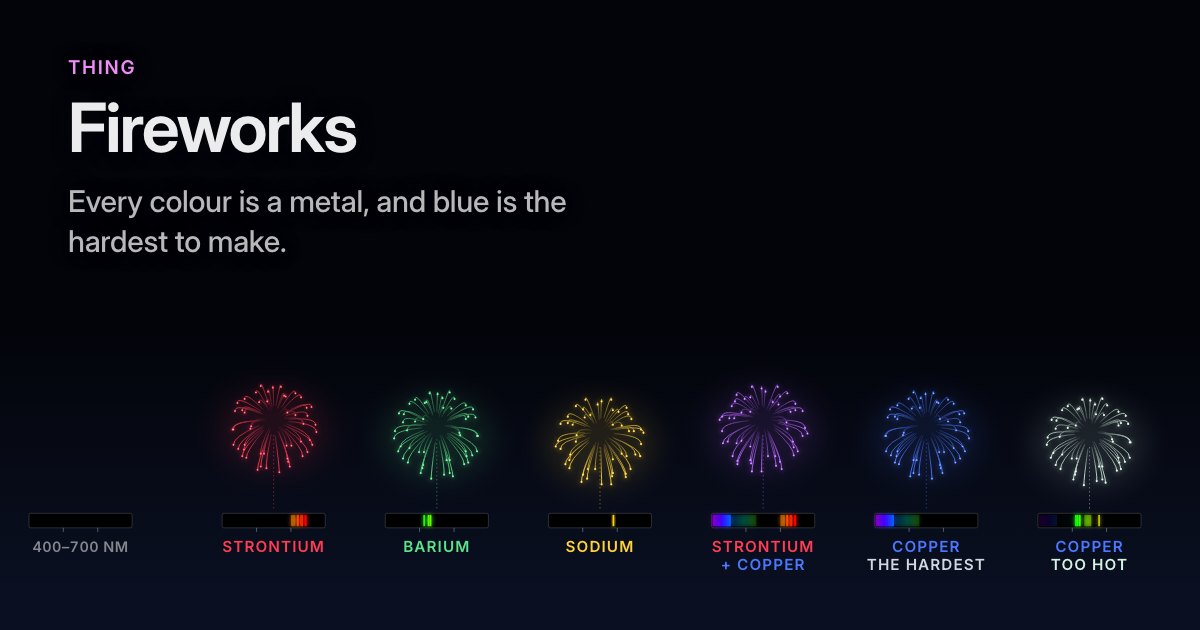 THING
Fireworks
Every colour is a metal, and blue is the
hardest to make.
400–700 NM
STRONTIUM
BARIUM
SODIUM
STRONTIUM
+ COPPER
COPPER
THE HARDEST
COPPER
TOO HOT